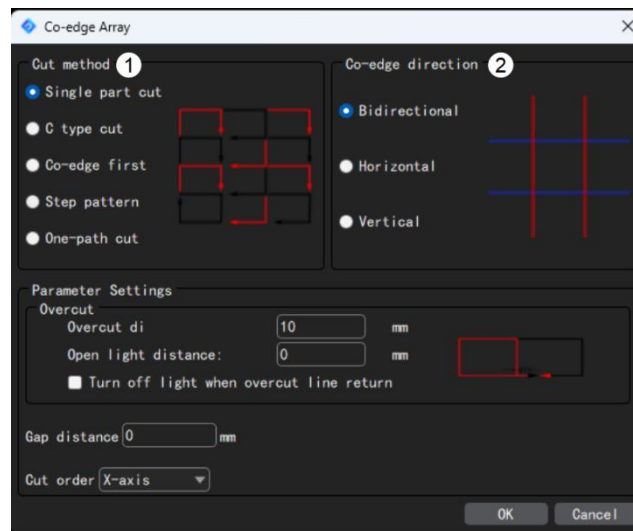 Co-edge Array
Cut method 1
Single part cut
C type cut
Co-edge first
Step pattern
One-path cut
Co-edge direction 2
Bidirectional
Horizontal
Vertical
Parameter Settings
Overcut
Overcut di 10 mm
Open light distance: 0 mm
Turn off light when overcut line return
Gap distance 0 mm
Cut order X-axis
OK Cancel